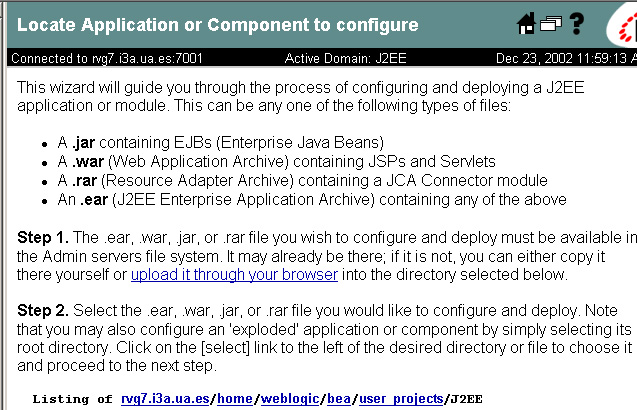 Locate Application or Component to configure
Connected to rvg7.i3a.ua.es:7001 Active Domain: J2EE Dec 23, 2002 11:59:13 A
This wizard will guide you through the process of configuring and deploying a J2EE
application or module. This can be any one of the following types of files:
• A .jar containing EJBs (Enterprise Java Beans)
• A .war (Web Application Archive) containing JSPs and Servlets
• A .rar (Resource Adapter Archive) containing a JCA Connector module
• An .ear (J2EE Enterprise Application Archive) containing any of the above
Step 1. The .ear, .war, .jar, or .rar file you wish to configure and deploy must be available in
the Admin servers file system. It may already be there; if it is not, you can either copy it
there yourself or upload it through your browser into the directory selected below.
Step 2. Select the .ear, .war, .jar, or .rar file you would like to configure and deploy. Note
that you may also configure an 'exploded' application or component by simply selecting its
root directory. Click on the [select] link to the left of the desired directory or file to choose it
and proceed to the next step.
Listing of rvg7.i3a.ua.es/home/weblogic/bea/user_projects/J2EE